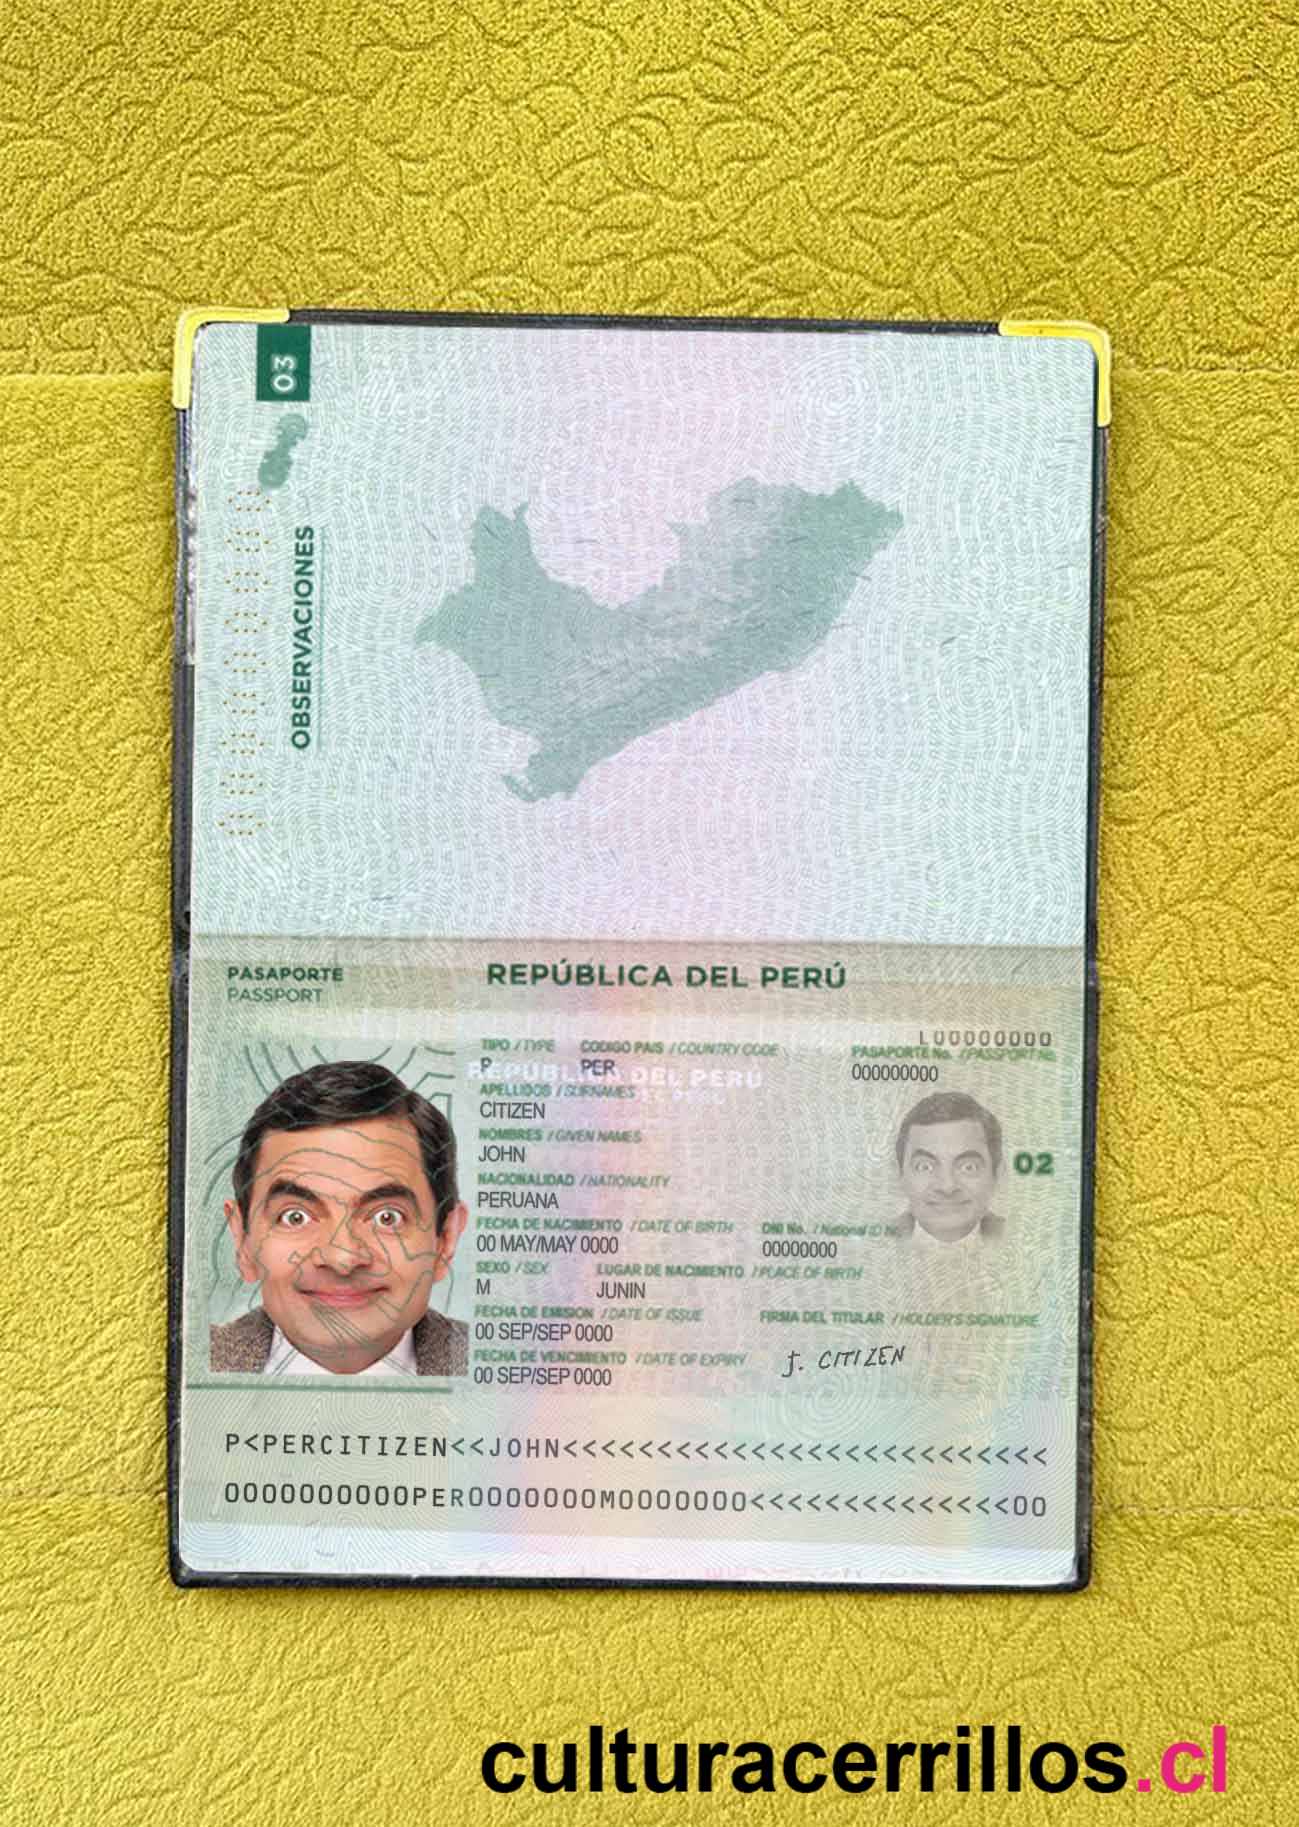 03
OBSERVACIONES
PASAPORTE
PASSPORT
REPÚBLICA DEL PERÚ
L00000000
TIPO / TYPE CODIGO PAIS / COUNTRY CODE PASAPORTE No. / PASSPORT No.
P PER 000000000
REPÚBLICA DEL PERÚ
DEL PERÚ
APELLIDOS / SURNAMES
CITIZEN
NOMBRES / GIVEN NAMES
JOHN
02
NACIONALIDAD / NATIONALITY
PERUANA
FECHA DE NACIMIENTO / DATE OF BIRTH DNI No. / National ID No
00 MAY/MAY 0000 00000000
SEXO / SEX LUGAR DE NACIMIENTO / PLACE OF BIRTH
M JUNIN
FECHA DE EMISION / DATE OF ISSUE FIRMA DEL TITULAR / HOLDER'S SIGNATURE
00 SEP/SEP 0000
FECHA DE VENCIMIENTO / DATE OF EXPIRY J. CITIZEN
00 SEP/SEP 0000
P<PERCITIZEN<<JOHN<<<<<<<<<<<<<<<<<<<<<<<<<<
0000000000PER0000000M0000000<<<<<<<<<<<<<<00
culturacerrillos.cl